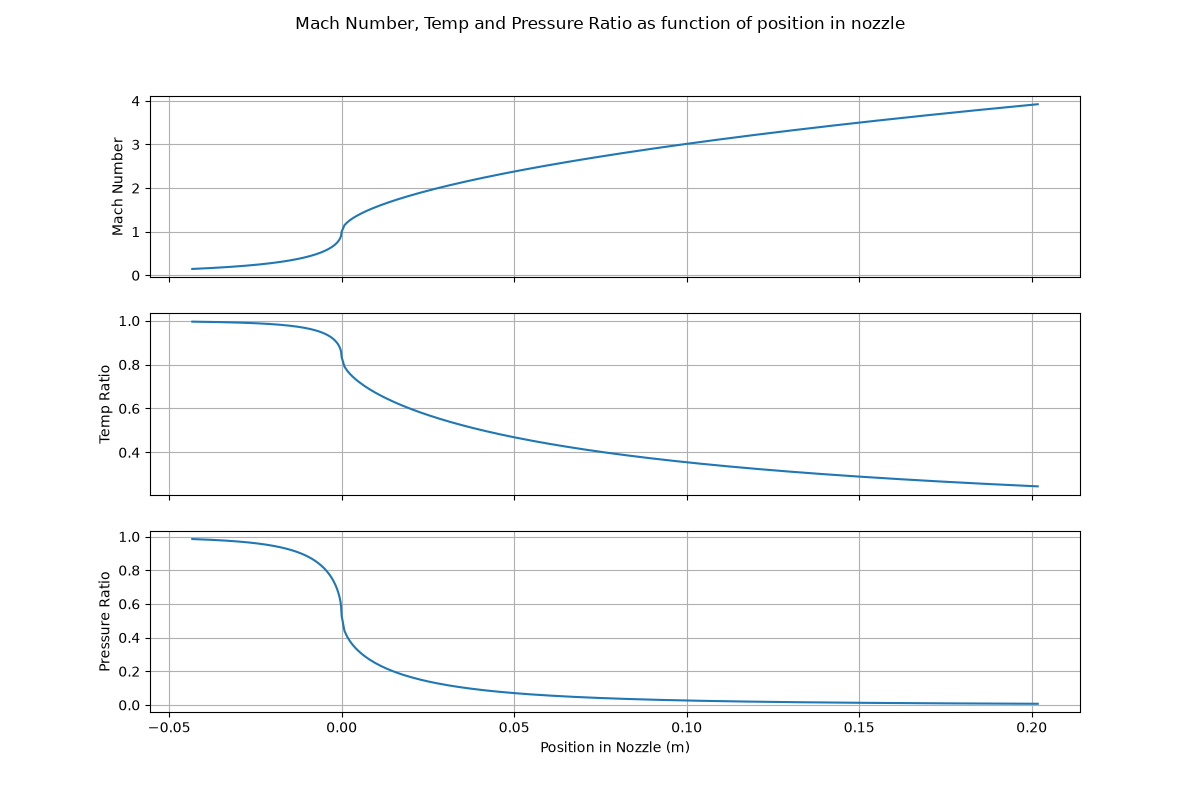 Mach Number, Temp and Pressure Ratio as function of position in nozzle
4
3
2
1
0
Mach Number
1.0
0.8
0.6
0.4
Temp Ratio
1.0
0.8
0.6
0.4
0.2
0.0
Pressure Ratio
−0.05 0.00 0.05 0.10 0.15 0.20
Position in Nozzle (m)